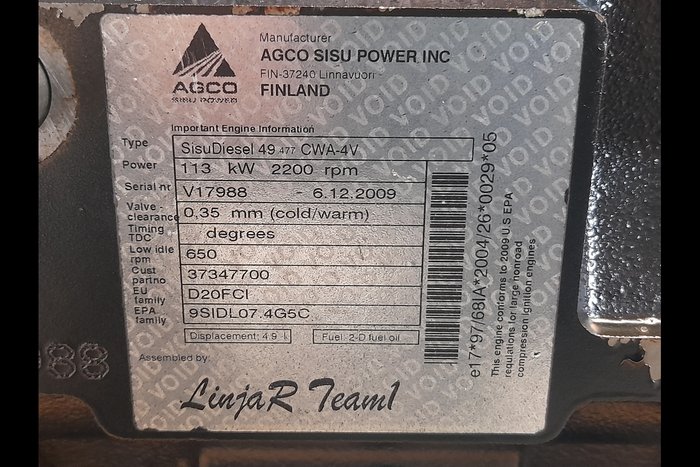 Manufacturer
AGCO SISU POWER INC
FIN-37240 Linnavuori
FINLAND
AGCO
SISU POWER
Important Engine Information
Type SisuDiesel 49 477 CWA-4V
Power 113 kW 2200 rpm
Serial nr V17988 - 6.12.2009
Valve - clearance 0,35 mm (cold/warm)
Timing TDC degrees
Low idle rpm 650
Cust partno 37347700
EU family D20FCI
EPA family 9SIDL07.4G5C
Displacement: 4.9 l Fuel: 2-D fuel oil
Assembled by:
LinjaR Team1
e17*97/68IA*2004/26*0029*05
This engine conforms to 2009 U.S EPA
regulations for large nonroad
compression ignition engines